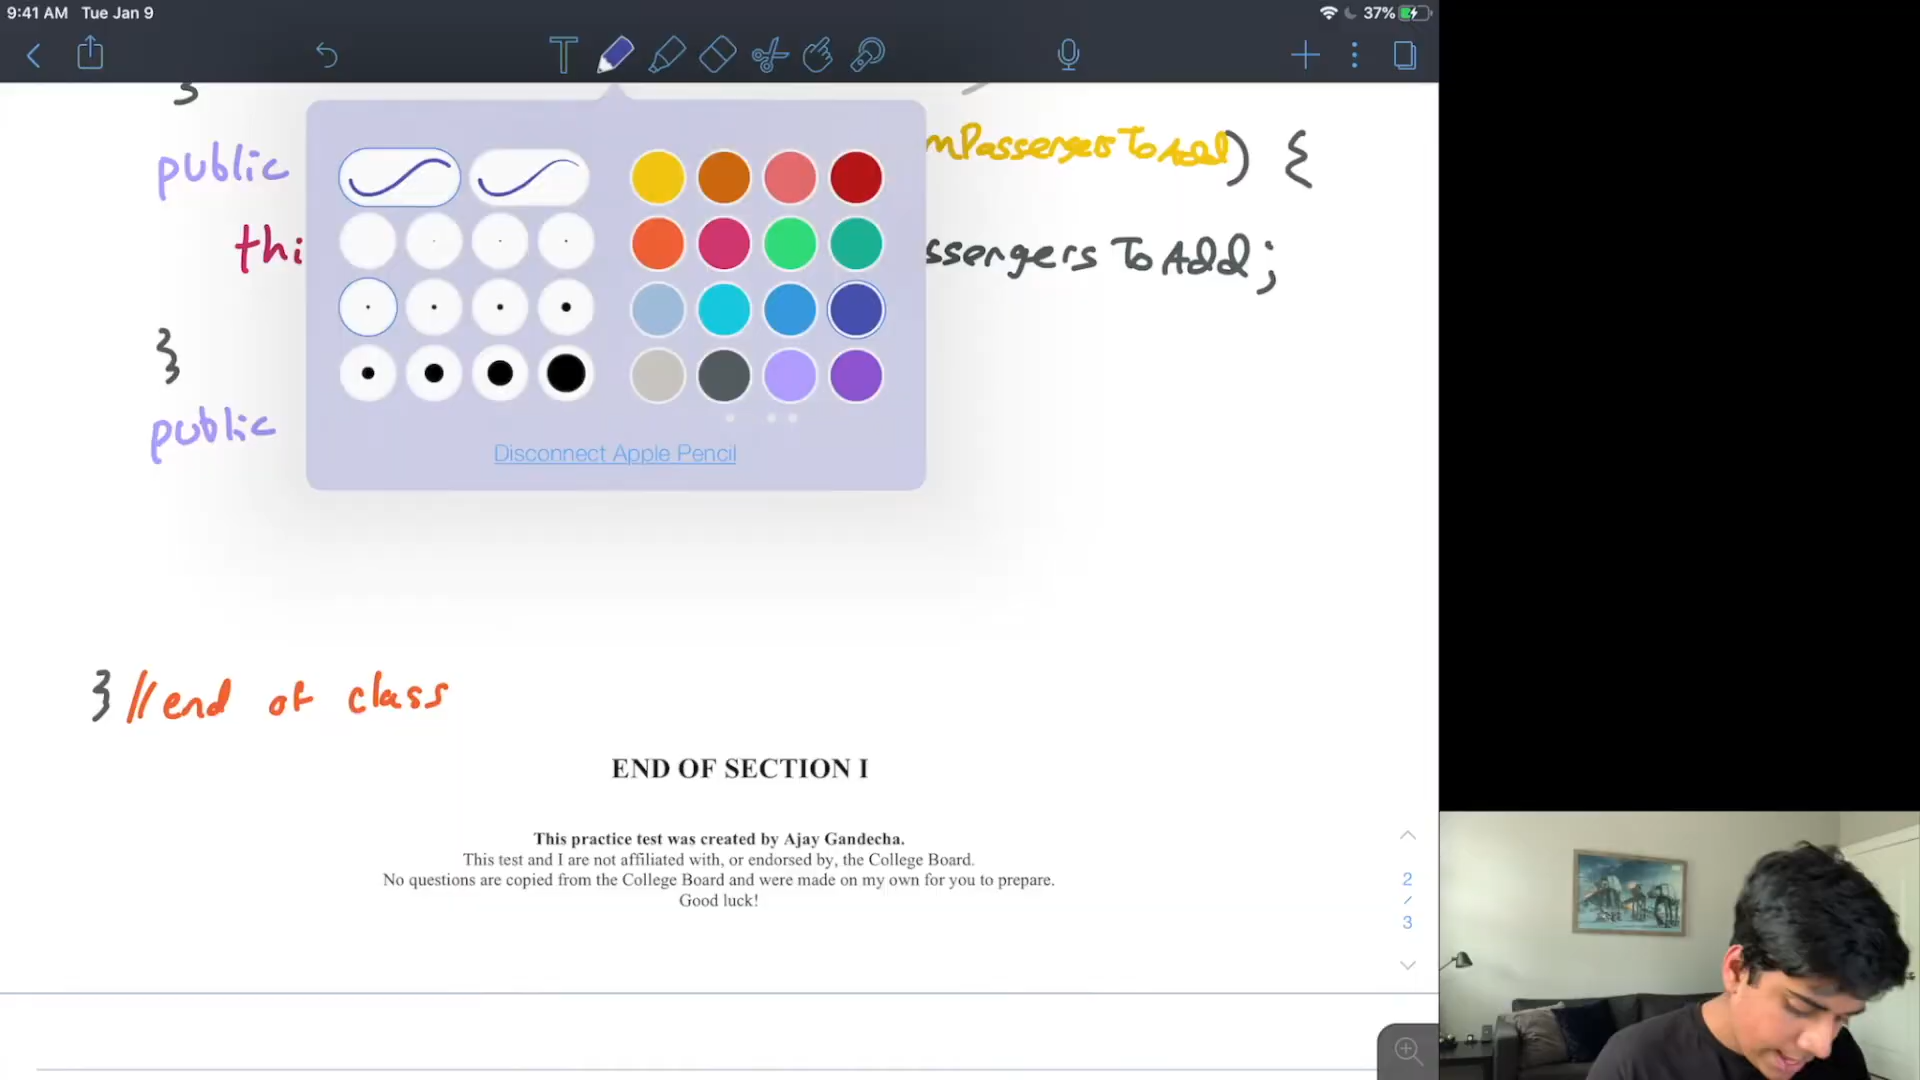 9:41 AM Tue Jan 9 37%
}
public mPassengersToAdd) {
thi ssengersToAdd;
}
public
Disconnect Apple Pencil
} //end of class
END OF SECTION I
This practice test was created by Ajay Gandecha.
This test and I are not affiliated with, or endorsed by, the College Board.
No questions are copied from the College Board and were made on my own for you to prepare.
Good luck!
2
/
3